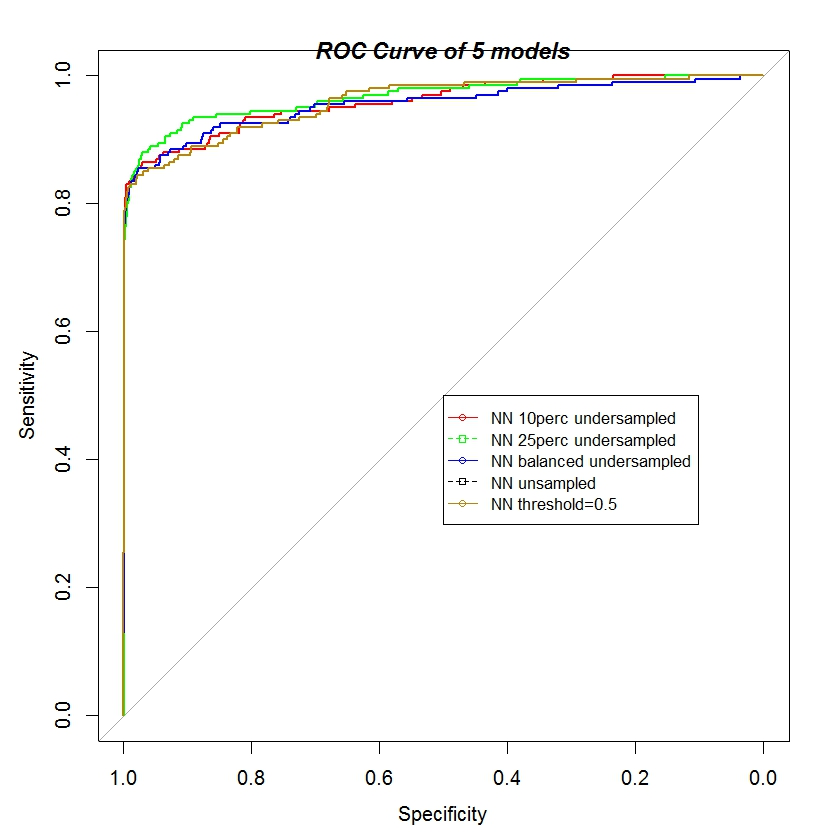 ROC Curve of 5 models
1.0
0.8
0.6
0.4
0.2
0.0
Sensitivity
NN 10perc undersampled
NN 25perc undersampled
NN balanced undersampled
NN unsampled
NN threshold=0.5
1.0 0.8 0.6 0.4 0.2 0.0
Specificity